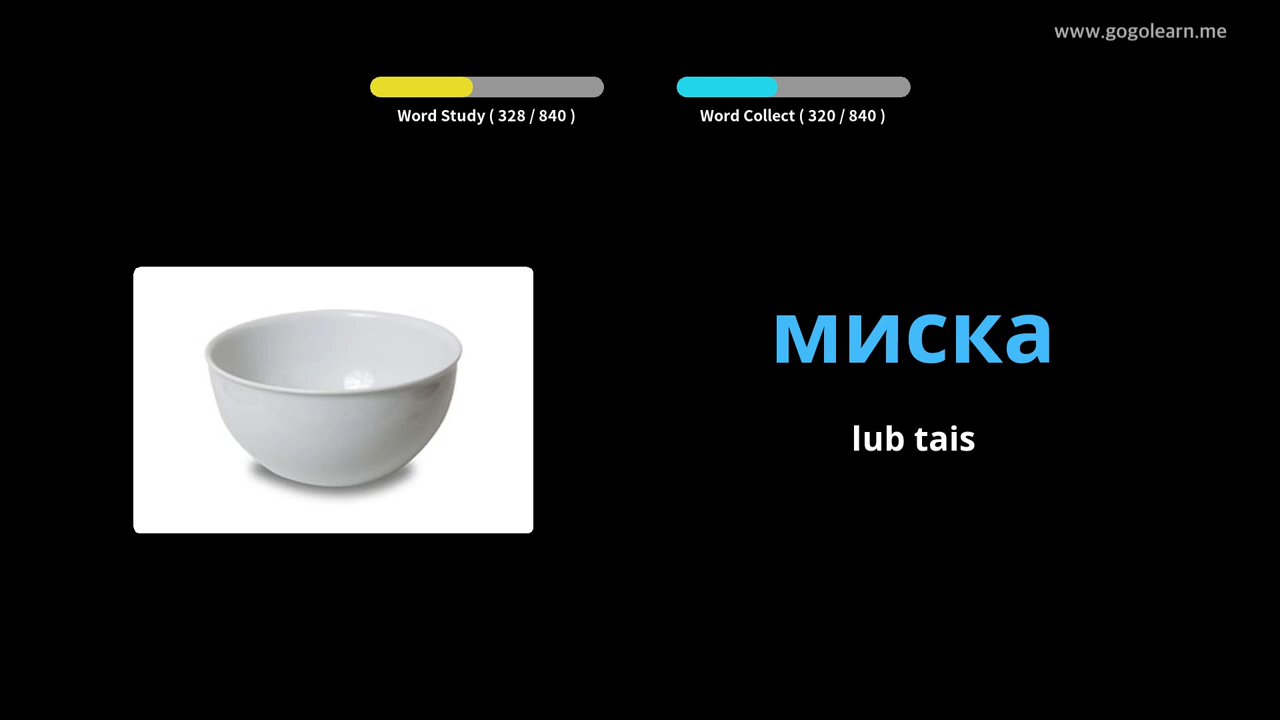 www.gogolearn.me
Word Study ( 328 / 840 )
Word Collect ( 320 / 840 )
миска
lub tais